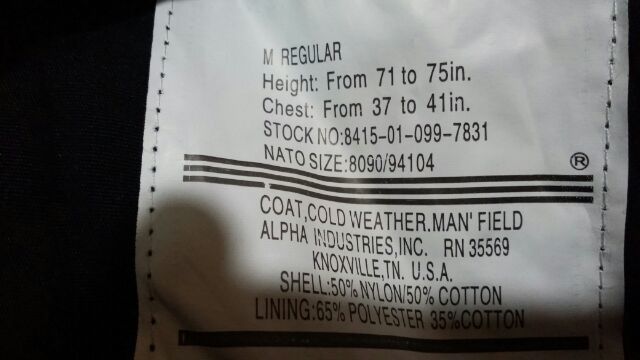 M REGULAR
Height: From 71 to 75in.
Chest: From 37 to 41in.
STOCK NO:8415-01-099-7831
NATO SIZE:8090/94104
®
COAT,COLD WEATHER.MAN' FIELD
ALPHA INDUSTRIES,INC. RN 35569
KNOXVILLE,TN. U.S.A.
SHELL:50% NYLON/50% COTTON
LINING:65% POLYESTER 35%COTTON